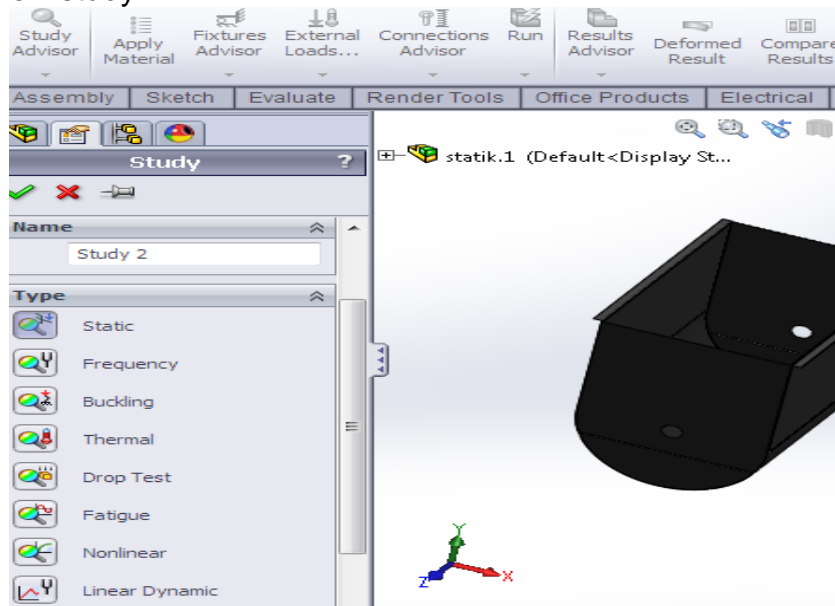 Study
Advisor
Apply
Material
Fixtures
Advisor
External
Loads...
Connections
Advisor
Run
Results
Advisor
Deformed
Result
Compare
Results
Assembly Sketch Evaluate Render Tools Office Products Electrical
Study ?
statik.1 (Default<Display St...
Name
Study 2
Type
Static
Frequency
Buckling
Thermal
Drop Test
Fatigue
Nonlinear
Linear Dynamic
Y
Z
X